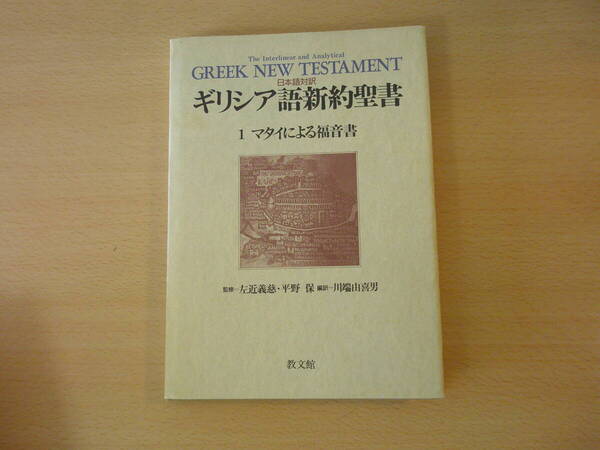 The Interlinear and Analytical
GREEK NEW TESTAMENT
日本語対訳
ギリシア語新約聖書
1 マタイによる福音書
監修―左近義慈・平野 保 編訳―川端由喜男
教文館